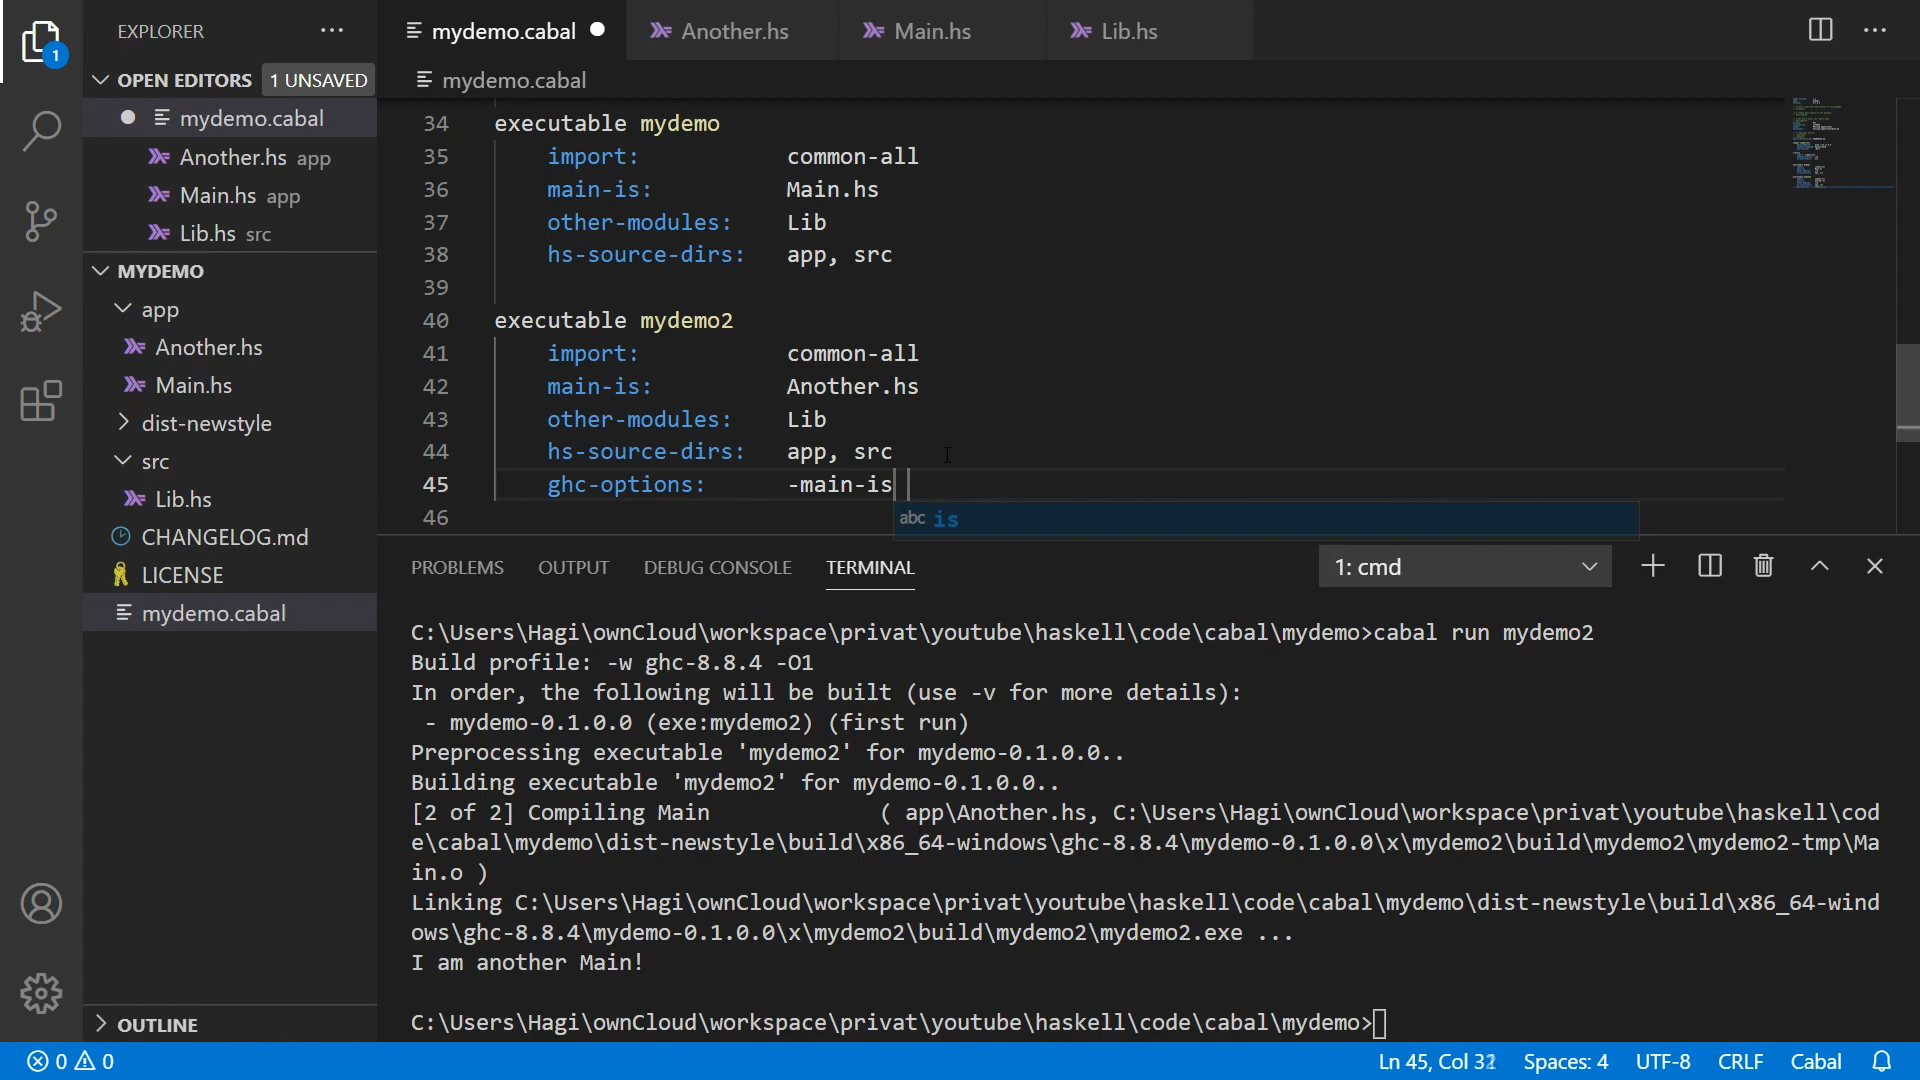 EXPLORER
OPEN EDITORS 1 UNSAVED
mydemo.cabal
Another.hs app
Main.hs app
Lib.hs src
MYDEMO
app
Another.hs
Main.hs
dist-newstyle
src
Lib.hs
CHANGELOG.md
LICENSE
mydemo.cabal
OUTLINE
1
mydemo.cabal Another.hs Main.hs Lib.hs
mydemo.cabal
34 executable mydemo
35 import: common-all
36 main-is: Main.hs
37 other-modules: Lib
38 hs-source-dirs: app, src
39
40 executable mydemo2
41 import: common-all
42 main-is: Another.hs
43 other-modules: Lib
44 hs-source-dirs: app, src
45 ghc-options: -main-is
46
abc is
PROBLEMS OUTPUT DEBUG CONSOLE TERMINAL 1: cmd
C:\Users\Hagi\ownCloud\workspace\privat\youtube\haskell\code\cabal\mydemo>cabal run mydemo2
Build profile: -w ghc-8.8.4 -O1
In order, the following will be built (use -v for more details):
- mydemo-0.1.0.0 (exe:mydemo2) (first run)
Preprocessing executable 'mydemo2' for mydemo-0.1.0.0..
Building executable 'mydemo2' for mydemo-0.1.0.0..
[2 of 2] Compiling Main ( app\Another.hs, C:\Users\Hagi\ownCloud\workspace\privat\youtube\haskell\cod
e\cabal\mydemo\dist-newstyle\build\x86_64-windows\ghc-8.8.4\mydemo-0.1.0.0\x\mydemo2\build\mydemo2\mydemo2-tmp\Ma
in.o )
Linking C:\Users\Hagi\ownCloud\workspace\privat\youtube\haskell\code\cabal\mydemo\dist-newstyle\build\x86_64-wind
ows\ghc-8.8.4\mydemo-0.1.0.0\x\mydemo2\build\mydemo2\mydemo2.exe ...
I am another Main!
C:\Users\Hagi\ownCloud\workspace\privat\youtube\haskell\code\cabal\mydemo>
0 0 Ln 45, Col Spaces: 4 UTF-8 CRLF Cabal